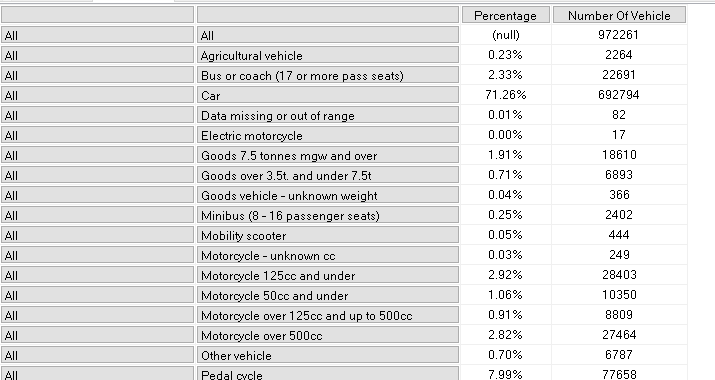 Percentage Number Of Vehicle
All All (null) 972261
All Agricultural vehicle 0.23% 2264
All Bus or coach (17 or more pass seats) 2.33% 22691
All Car 71.26% 692794
All Data missing or out of range 0.01% 82
All Electric motorcycle 0.00% 17
All Goods 7.5 tonnes mgw and over 1.91% 18610
All Goods over 3.5t. and under 7.5t 0.71% 6893
All Goods vehicle - unknown weight 0.04% 366
All Minibus (8 - 16 passenger seats) 0.25% 2402
All Mobility scooter 0.05% 444
All Motorcycle - unknown cc 0.03% 249
All Motorcycle 125cc and under 2.92% 28403
All Motorcycle 50cc and under 1.06% 10350
All Motorcycle over 125cc and up to 500cc 0.91% 8809
All Motorcycle over 500cc 2.82% 27464
All Other vehicle 0.70% 6787
All Pedal cycle 7.99% 77658